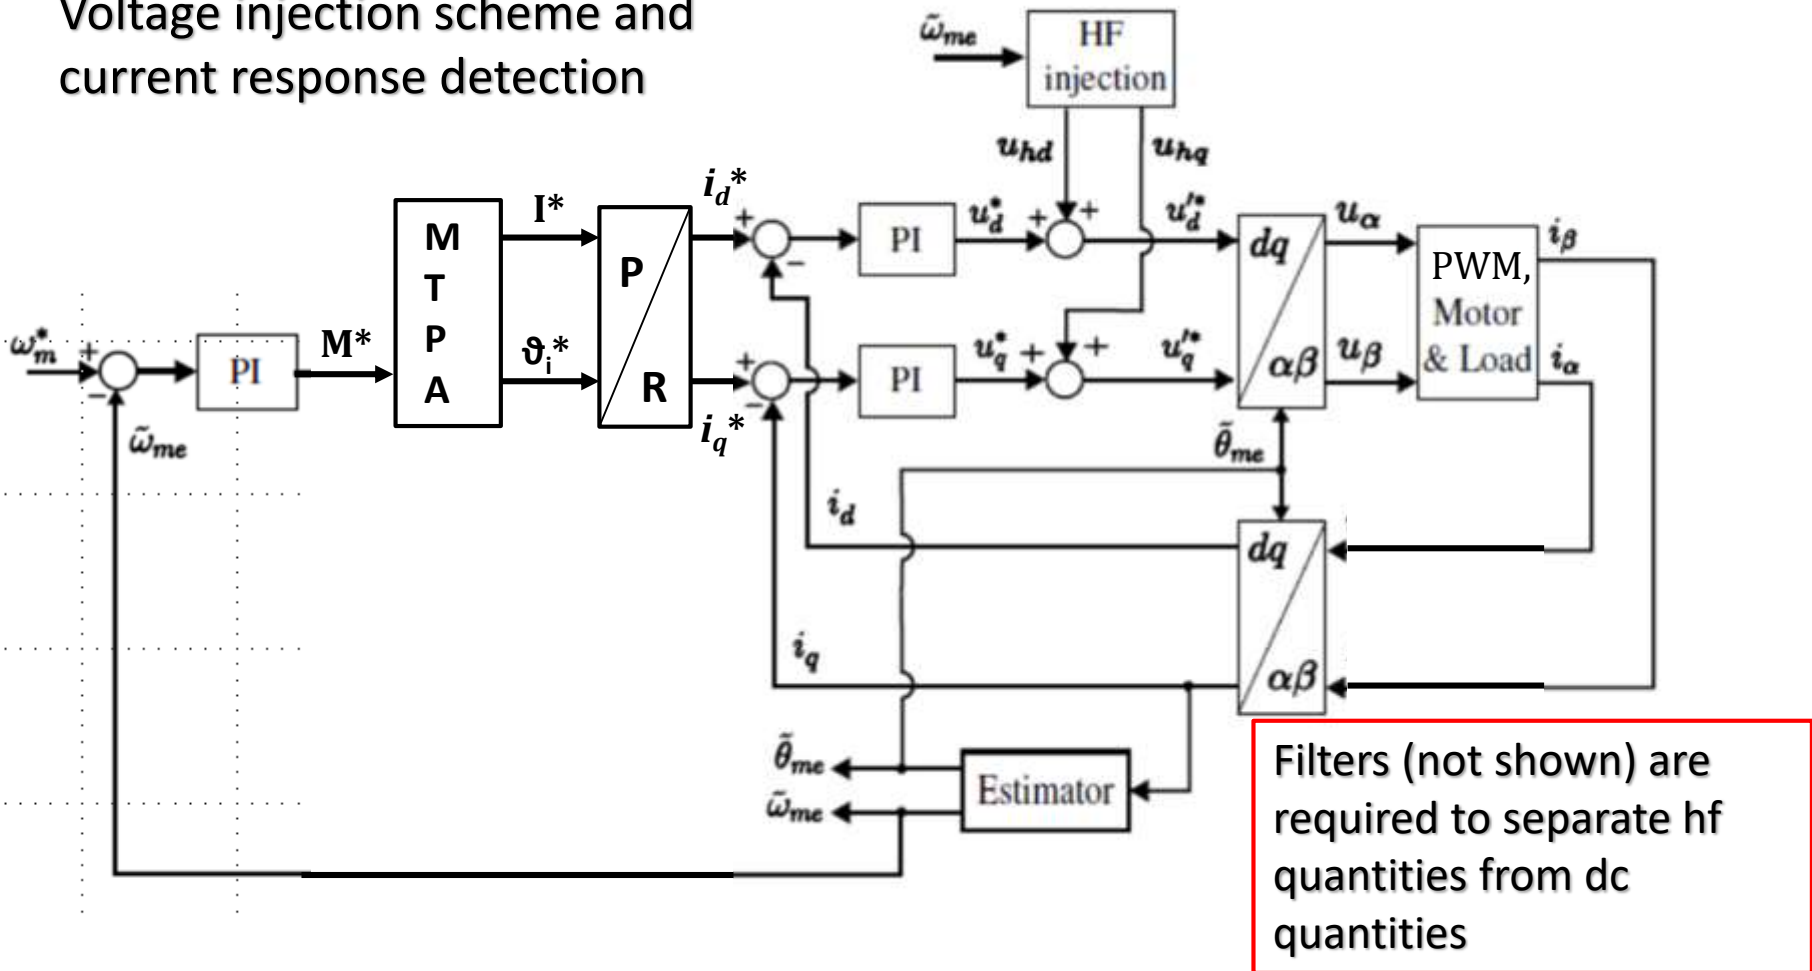 Voltage injection scheme and
current response detection
ω̃me
HF
injection
uhd
uhq
M
T
P
A
I*
ϑi*
P
R
id*
iq*
+
−
PI
u*d
+
+
u′*d
dq
αβ
uα
uβ
PWM,
Motor
& Load
iβ
iα
ω*m
+
−
PI
M*
ω̃me
+
−
PI
u*q
+
+
u′*q
θ̃me
id
dq
αβ
iq
θ̃me
ω̃me
Estimator
Filters (not shown) are
required to separate hf
quantities from dc
quantities